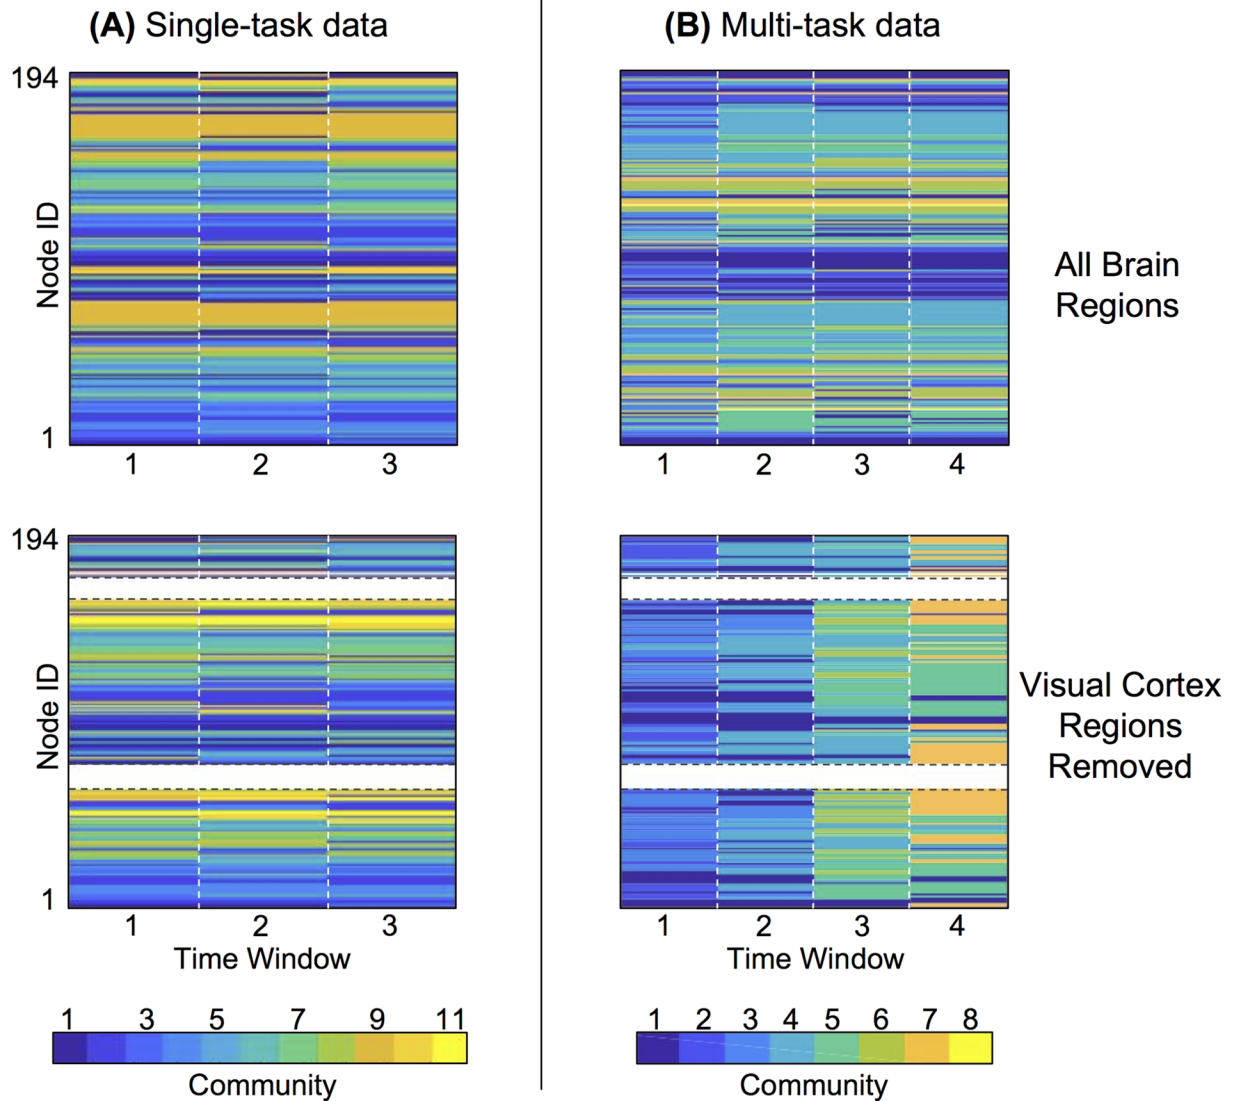 (A) Single-task data
(B) Multi-task data
194
Node ID
1
1 2 3
1 2 3 4
All Brain
Regions
194
Node ID
1
1 2 3
Time Window
1 2 3 4
Time Window
Visual Cortex
Regions
Removed
1 3 5 7 9 11
Community
1 2 3 4 5 6 7 8
Community